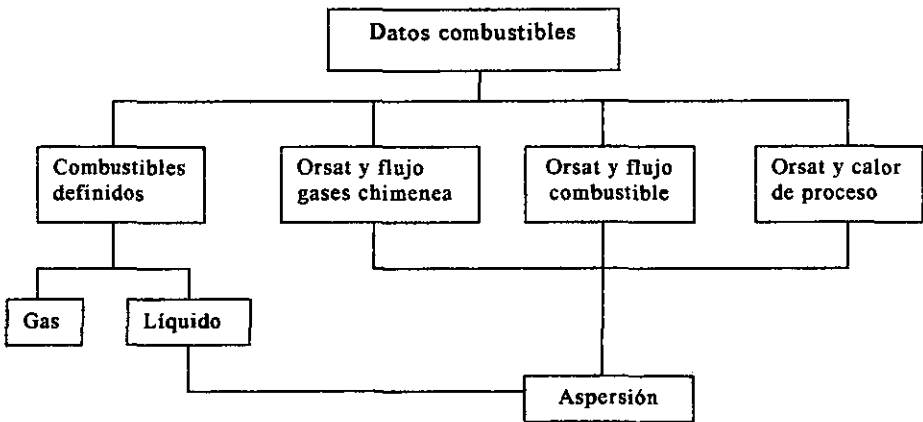 Datos combustibles
Combustibles
definidos
Orsat y flujo
gases chimenea
Orsat y flujo
combustible
Orsat y calor
de proceso
Gas
Líquido
Aspersión